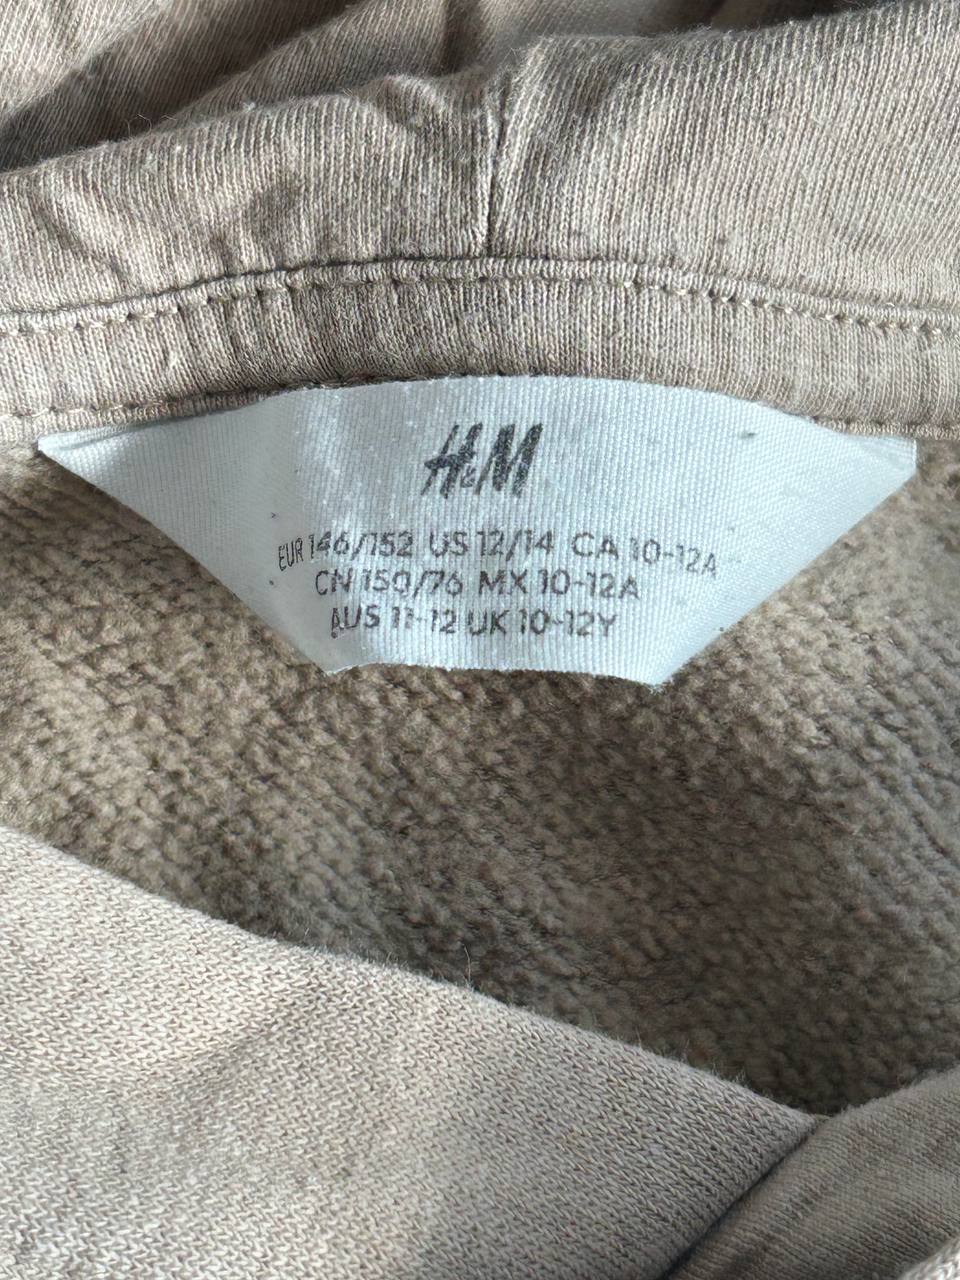 H&M
EUR 146/152 US 12/14 CA 10-12A
CN 150/76 MX 10-12A
AUS 11-12 UK 10-12Y